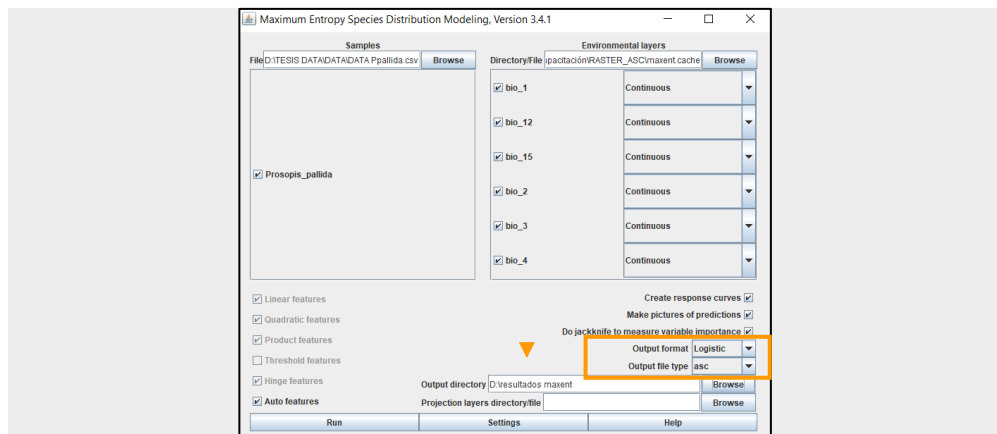 Maximum Entropy Species Distribution Modeling, Version 3.4.1
Samples
File D:\TESIS DATA\DATA\DATA Ppallida.csv Browse
Prosopis_pallida
Environmental layers
Directory/File ıpacitación\RASTER_ASC\maxent.cache Browse
bio_1 Continuous
bio_12 Continuous
bio_15 Continuous
bio_2 Continuous
bio_3 Continuous
bio_4 Continuous
Linear features
Quadratic features
Product features
Threshold features
Hinge features
Auto features
Create response curves
Make pictures of predictions
Do jackknife to measure variable importance
Output format Logistic
Output file type asc
Output directory D:\resultados maxent Browse
Projection layers directory/file Browse
Run Settings Help